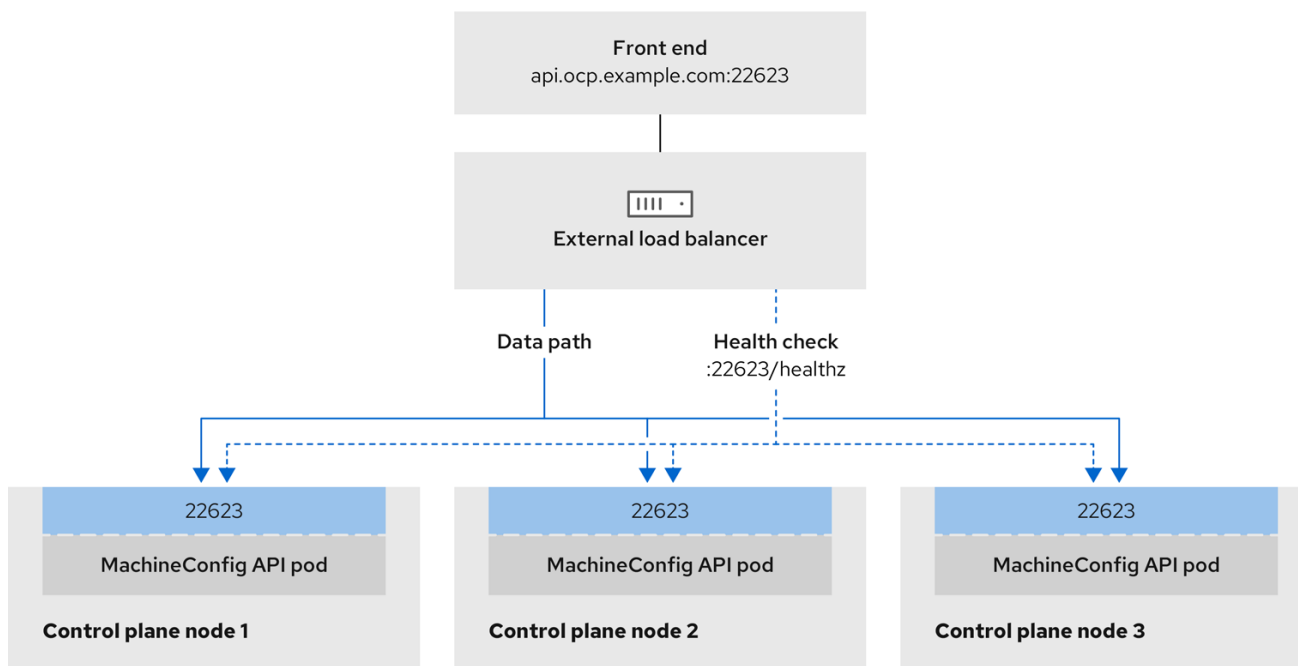 Front end
api.ocp.example.com:22623
External load balancer
Data path
Health check
:22623/healthz
22623
22623
22623
MachineConfig API pod
MachineConfig API pod
MachineConfig API pod
Control plane node 1
Control plane node 2
Control plane node 3